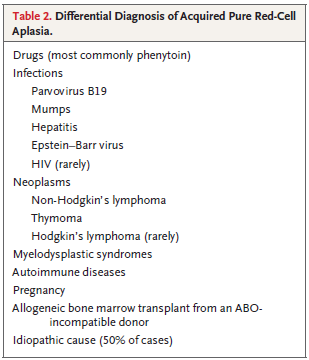 Table 2. Differential Diagnosis of Acquired Pure Red-Cell
Aplasia.
Drugs (most commonly phenytoin)
Infections
Parvovirus B19
Mumps
Hepatitis
Epstein–Barr virus
HIV (rarely)
Neoplasms
Non-Hodgkin's lymphoma
Thymoma
Hodgkin's lymphoma (rarely)
Myelodysplastic syndromes
Autoimmune diseases
Pregnancy
Allogeneic bone marrow transplant from an ABO-
incompatible donor
Idiopathic cause (50% of cases)